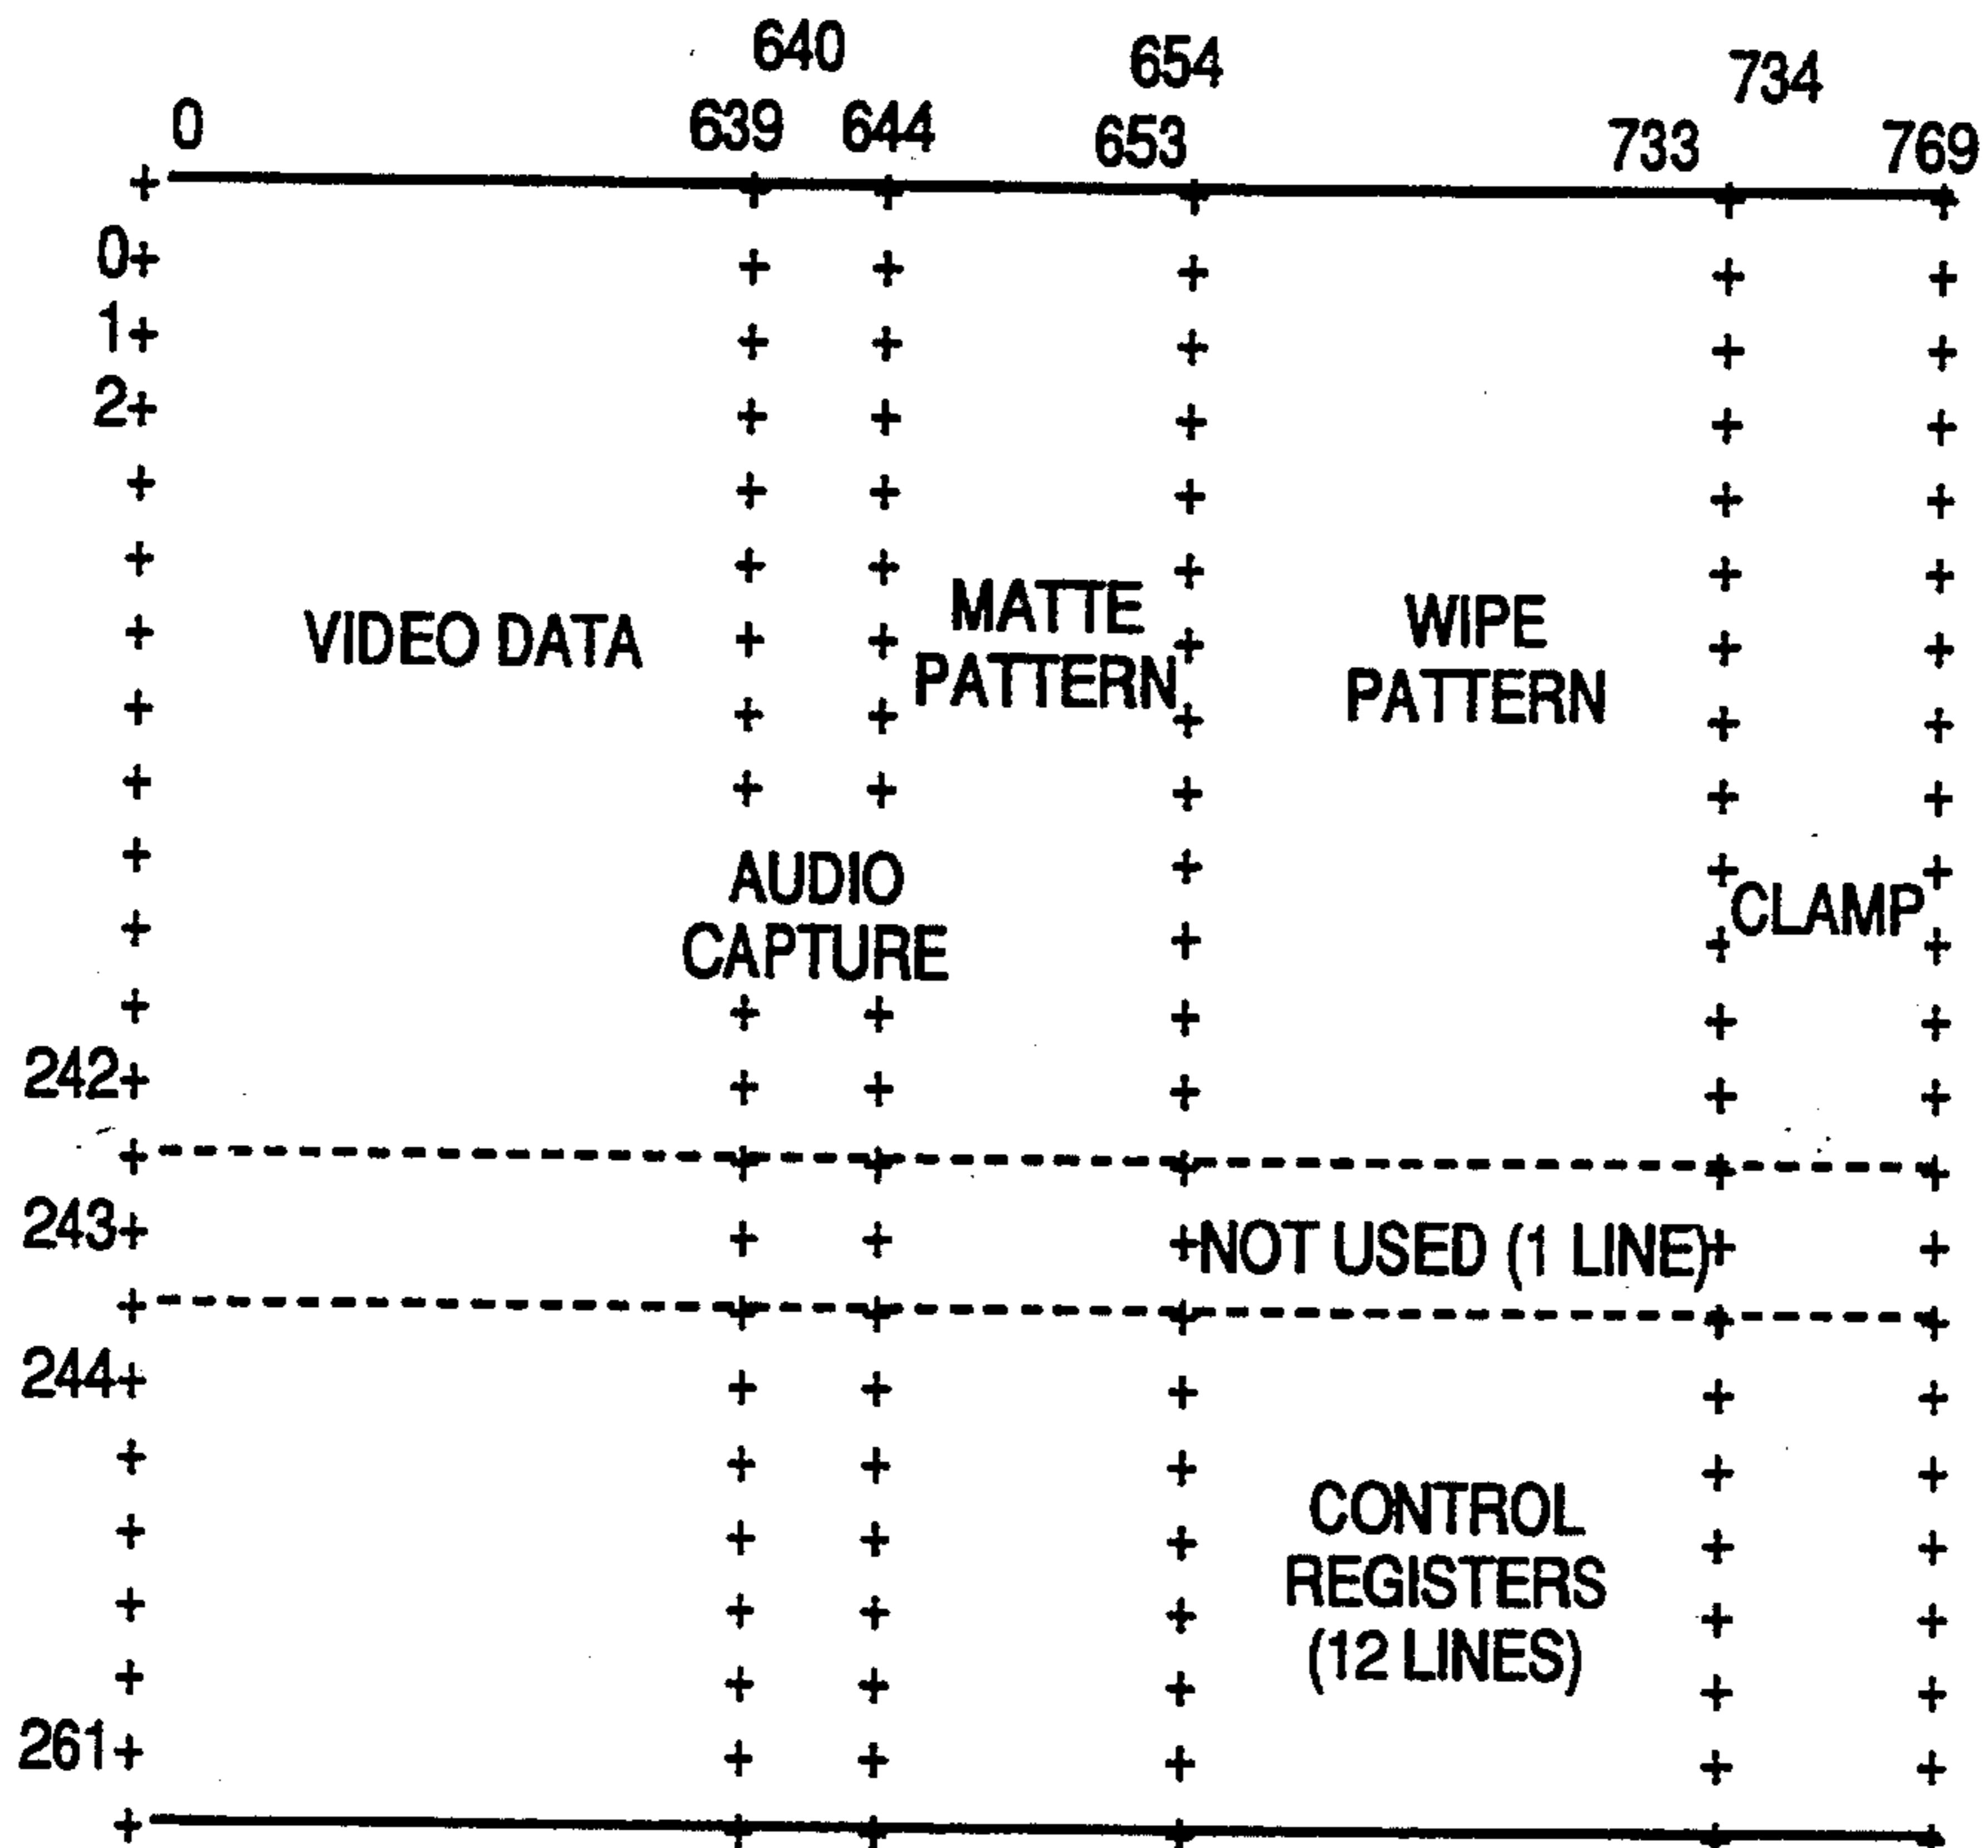 640 654 734
0 639 644 653 733 769
0
1
2
MATTE WIPE
VIDEO DATA PATTERN PATTERN
AUDIO
CAPTURE CLAMP
242
243 NOT USED (1 LINE)
244
CONTROL
REGISTERS
(12 LINES)
261